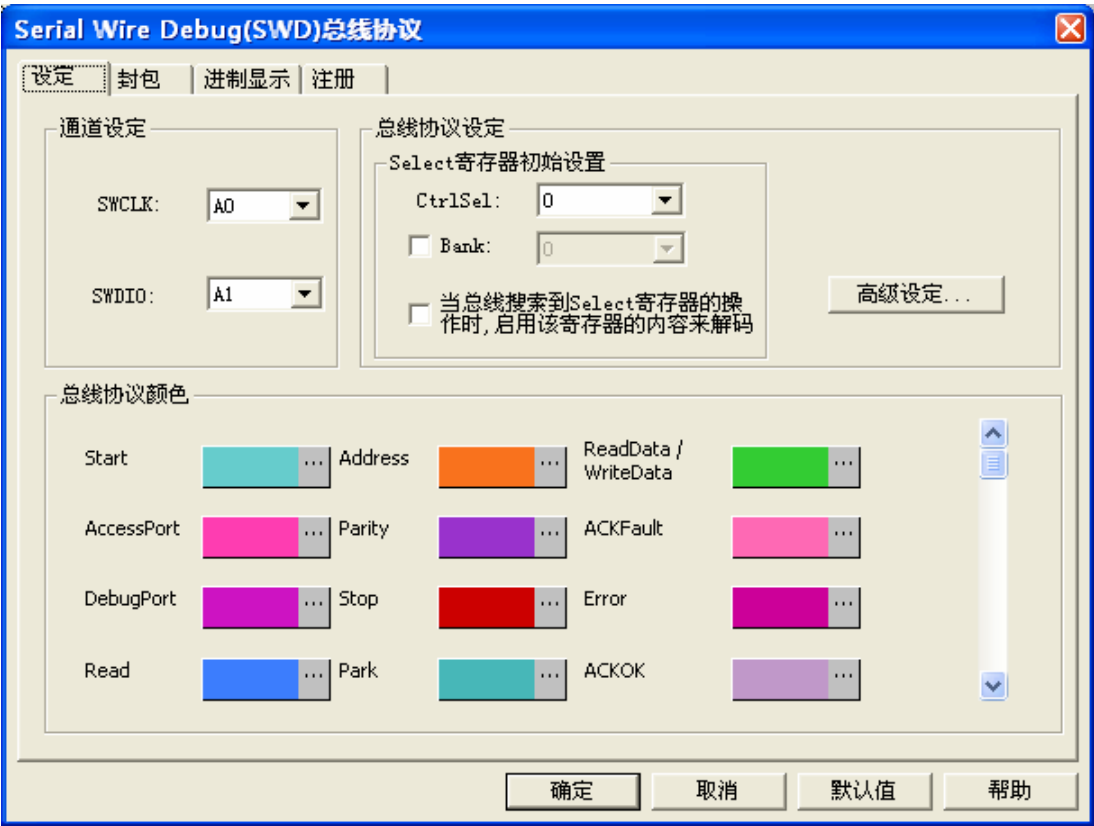 Serial Wire Debug(SWD)总线协议
设定 封包 进制显示 注册
通道设定
SWCLK: A0
SWDIO: A1
总线协议设定
Select寄存器初始设置
CtrlSel: 0
Bank: 0
当总线搜索到Select寄存器的操
作时,启用该寄存器的内容来解码
高级设定...
总线协议颜色
Start ... Address ... ReadData /
WriteData ...
AccessPort ... Parity ... ACKFault ...
DebugPort ... Stop ... Error ...
Read ... Park ... ACKOK ...
确定 取消 默认值 帮助